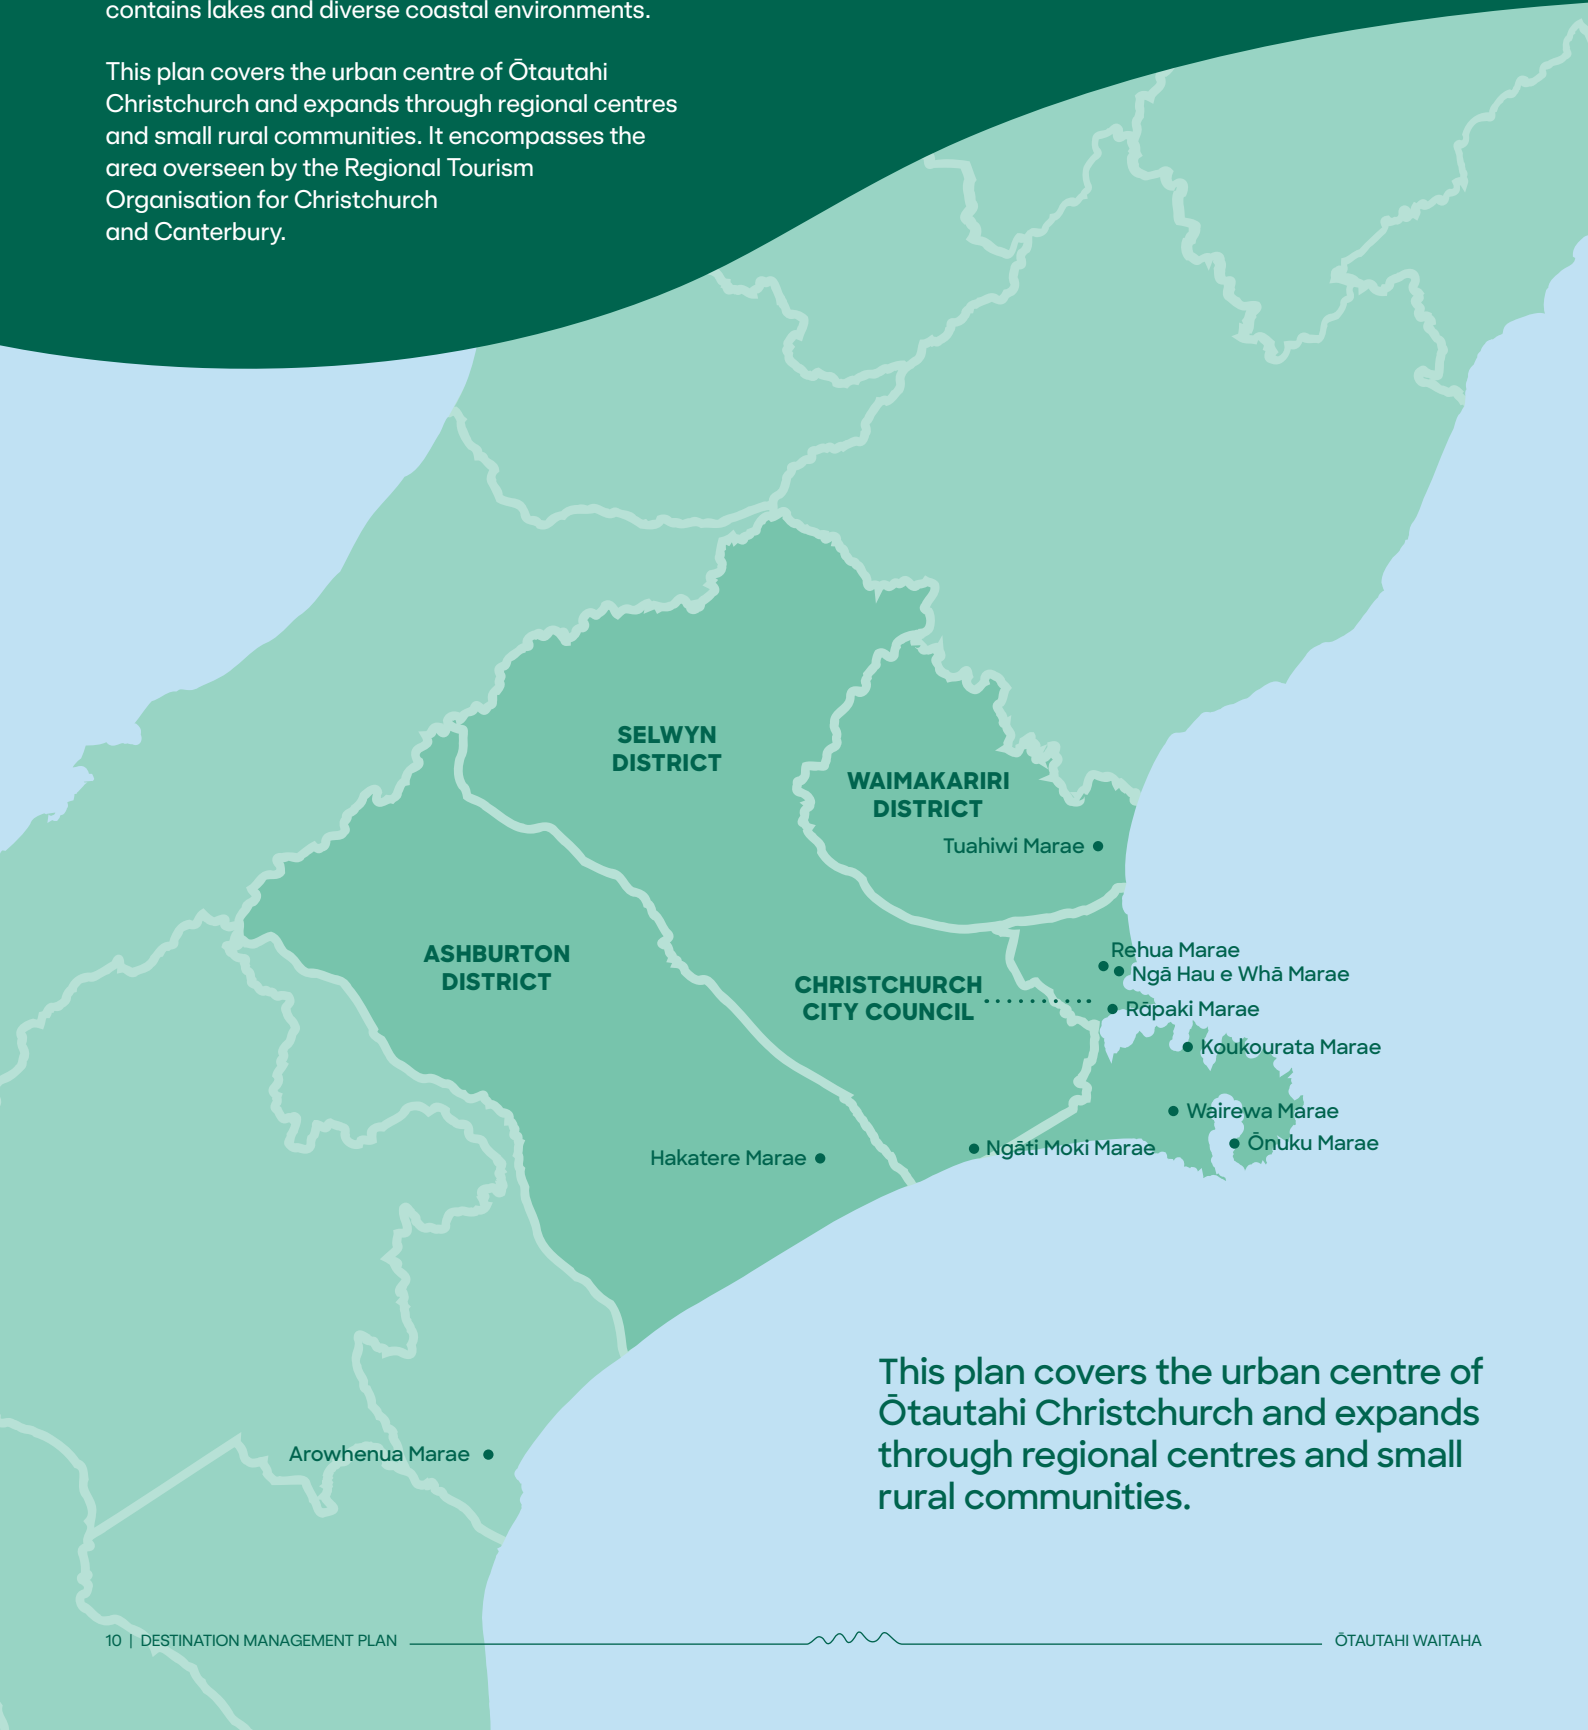 contains lakes and diverse coastal environments.
This plan covers the urban centre of Ōtautahi
Christchurch and expands through regional centres
and small rural communities. It encompasses the
area overseen by the Regional Tourism
Organisation for Christchurch
and Canterbury.
SELWYN
DISTRICT
WAIMAKARIRI
DISTRICT
Tuahiwi Marae
ASHBURTON
DISTRICT
Rehua Marae
Ngā Hau e Whā Marae
CHRISTCHURCH
CITY COUNCIL
Rāpaki Marae
Koukourata Marae
Wairewa Marae
Ōnuku Marae
Ngāti Moki Marae
Hakatere Marae
This plan covers the urban centre of
Ōtautahi Christchurch and expands
through regional centres and small
rural communities.
Arowhenua Marae
10 | DESTINATION MANAGEMENT PLAN
ŌTAUTAHI WAITAHA